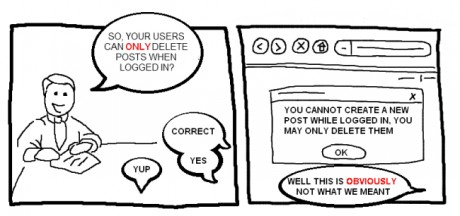 SO, YOUR USERS
CAN ONLY DELETE
POSTS WHEN
LOGGED IN?
CORRECT
YUP
YES
X
YOU CANNOT CREATE A NEW
POST WHILE LOGGED IN, YOU
MAY ONLY DELETE THEM
OK
WELL THIS IS OBVIOUSLY
NOT WHAT WE MEANT